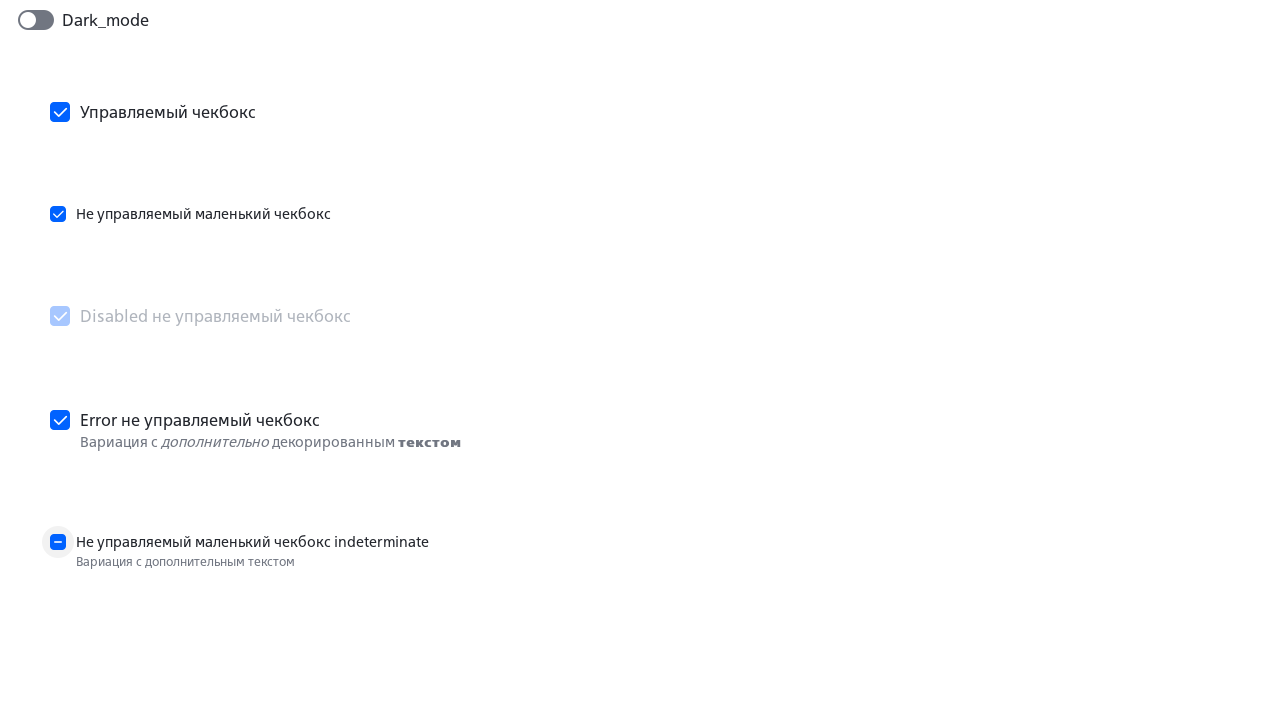 Dark_mode
Управляемый чекбокс
Не управляемый маленький чекбокс
Disabled не управляемый чекбокс
Error не управляемый чекбокс
Вариация с дополнительно декорированным текстом
Не управляемый маленький чекбокс indeterminate
Вариация с дополнительным текстом